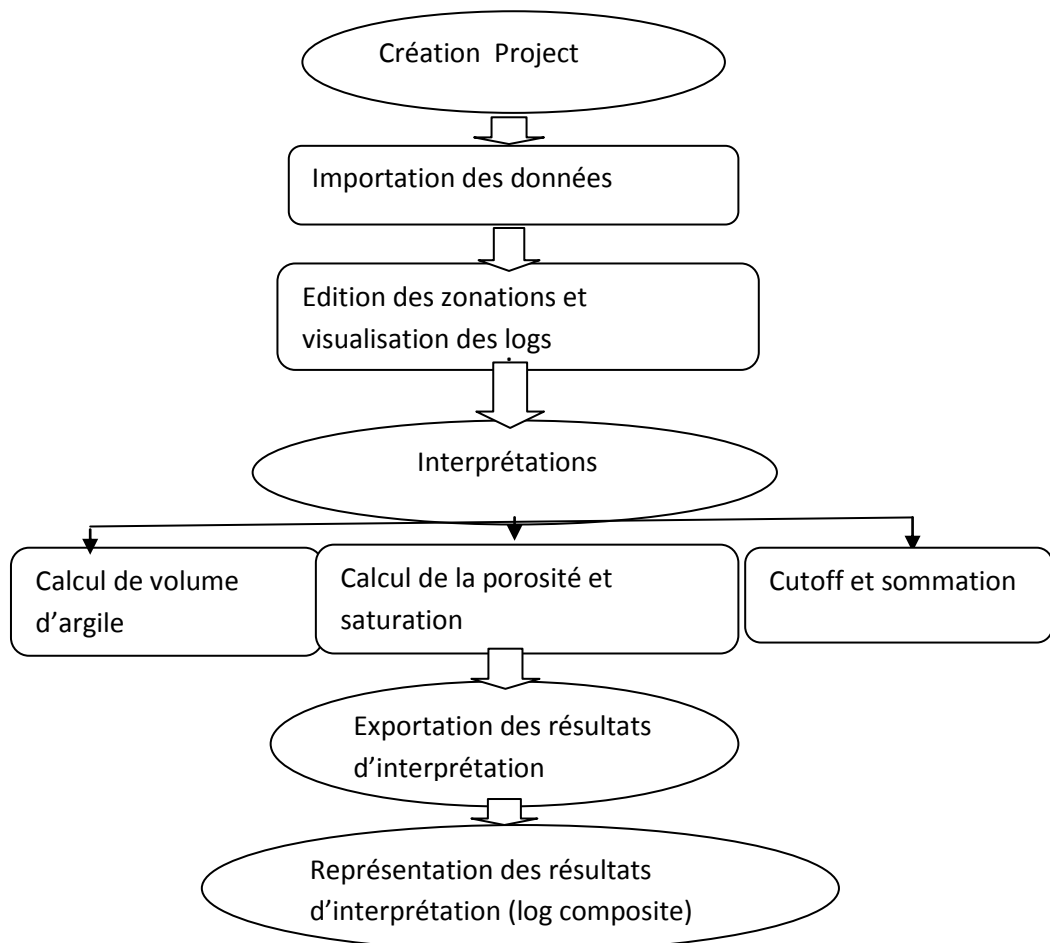 Création Project
Importation des données
Edition des zonations et
visualisation des logs
.
Interprétations
Calcul de volume
d’argile
Calcul de la porosité et
saturation
Cutoff et sommation
Exportation des résultats
d’interprétation
Représentation des résultats
d’interprétation (log composite)